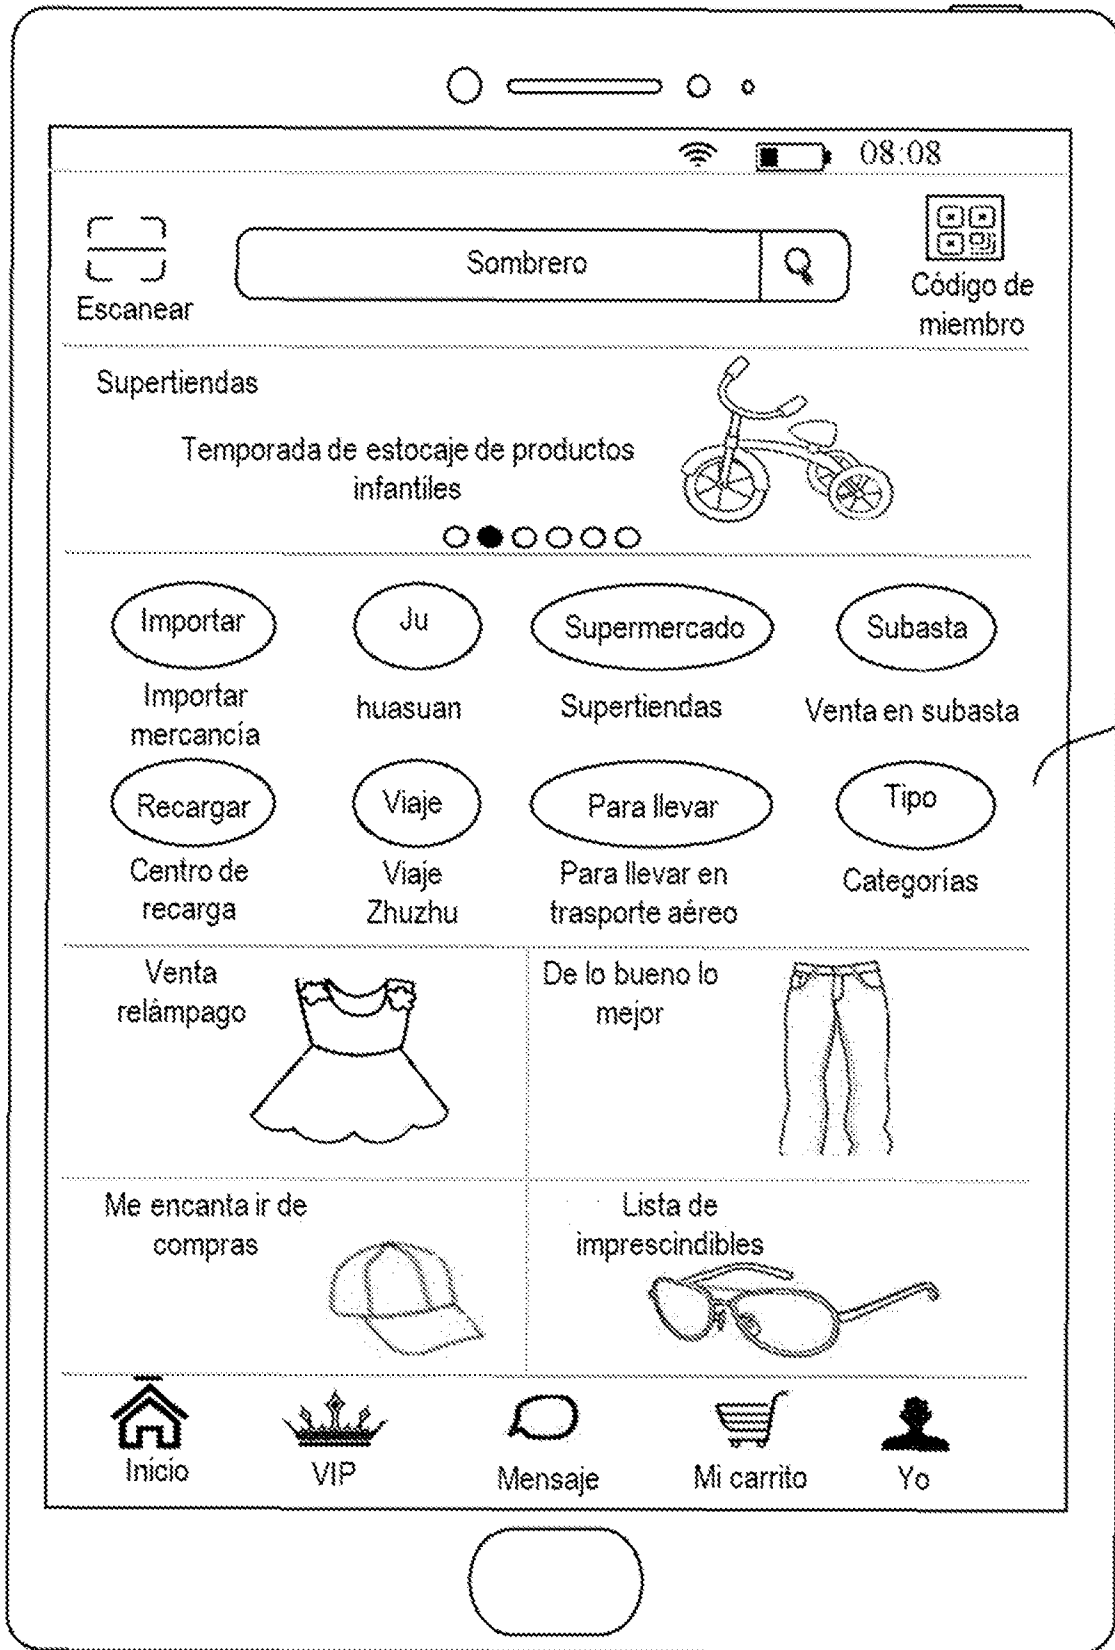 08:08
Sombrero
Escanear
Código de
miembro
Supertiendas
Temporada de estocaje de productos
infantiles
Importar
Ju
Supermercado
Subasta
Importar
mercancía
huasuan
Supertiendas
Venta en subasta
Recargar
Viaje
Para llevar
Tipo
Centro de
recarga
Viaje
Zhuzhu
Para llevar en
trasporte aéreo
Categorías
Venta
relámpago
De lo bueno lo
mejor
Me encanta ir de
compras
Lista de
imprescindibles
Inicio
VIP
Mensaje
Mi carrito
Yo